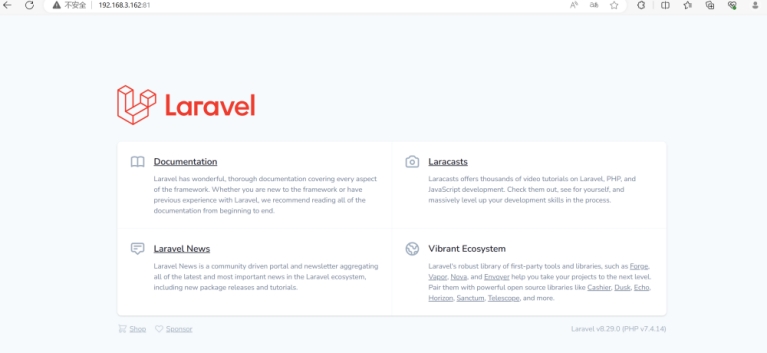 不安全 192.168.3.162:81
Laravel
Documentation
Laravel has wonderful, thorough documentation covering every aspect
of the framework. Whether you are new to the framework or have
previous experience with Laravel, we recommend reading all of the
documentation from beginning to end.
Laracasts
Laracasts offers thousands of video tutorials on Laravel, PHP, and
JavaScript development. Check them out, see for yourself, and
massively level up your development skills in the process.
Laravel News
Laravel News is a community driven portal and newsletter aggregating
all of the latest and most important news in the Laravel ecosystem,
including new package releases and tutorials.
Vibrant Ecosystem
Laravel's robust library of first-party tools and libraries, such as Forge,
Vapor, Nova, and Envoyer help you take your projects to the next level.
Pair them with powerful open source libraries like Cashier, Dusk, Echo,
Horizon, Sanctum, Telescope, and more.
Shop Sponsor
Laravel v8.29.0 (PHP v7.4.14)